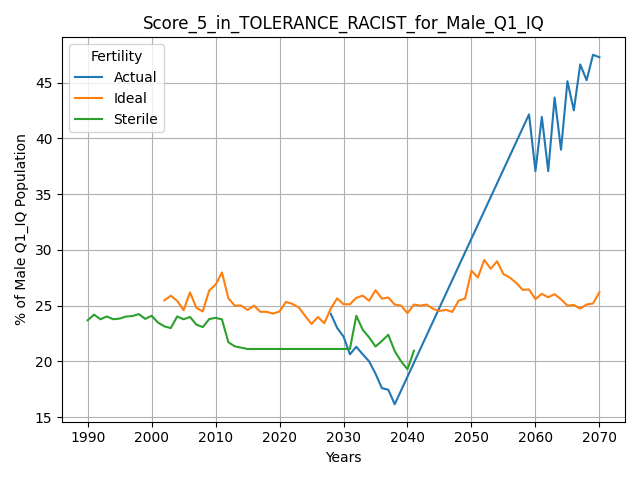 Score_5_in_TOLERANCE_RACIST_for_Male_Q1_IQ
Fertility
Actual
Ideal
Sterile
% of Male Q1_IQ Population
45
40
35
30
25
20
15
1990
2000
2010
2020
2030
2040
2050
2060
2070
Years